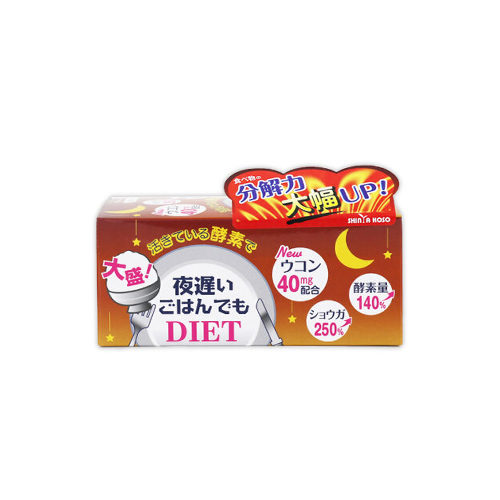 食べ物の
分解力
大幅UP!
SHINYA KOSO
活きている酵素で
大盛!
夜遅い
ごはんでも
DIET
New
ウコン
40mg
配合
酵素量
140%
ショウガ
250%